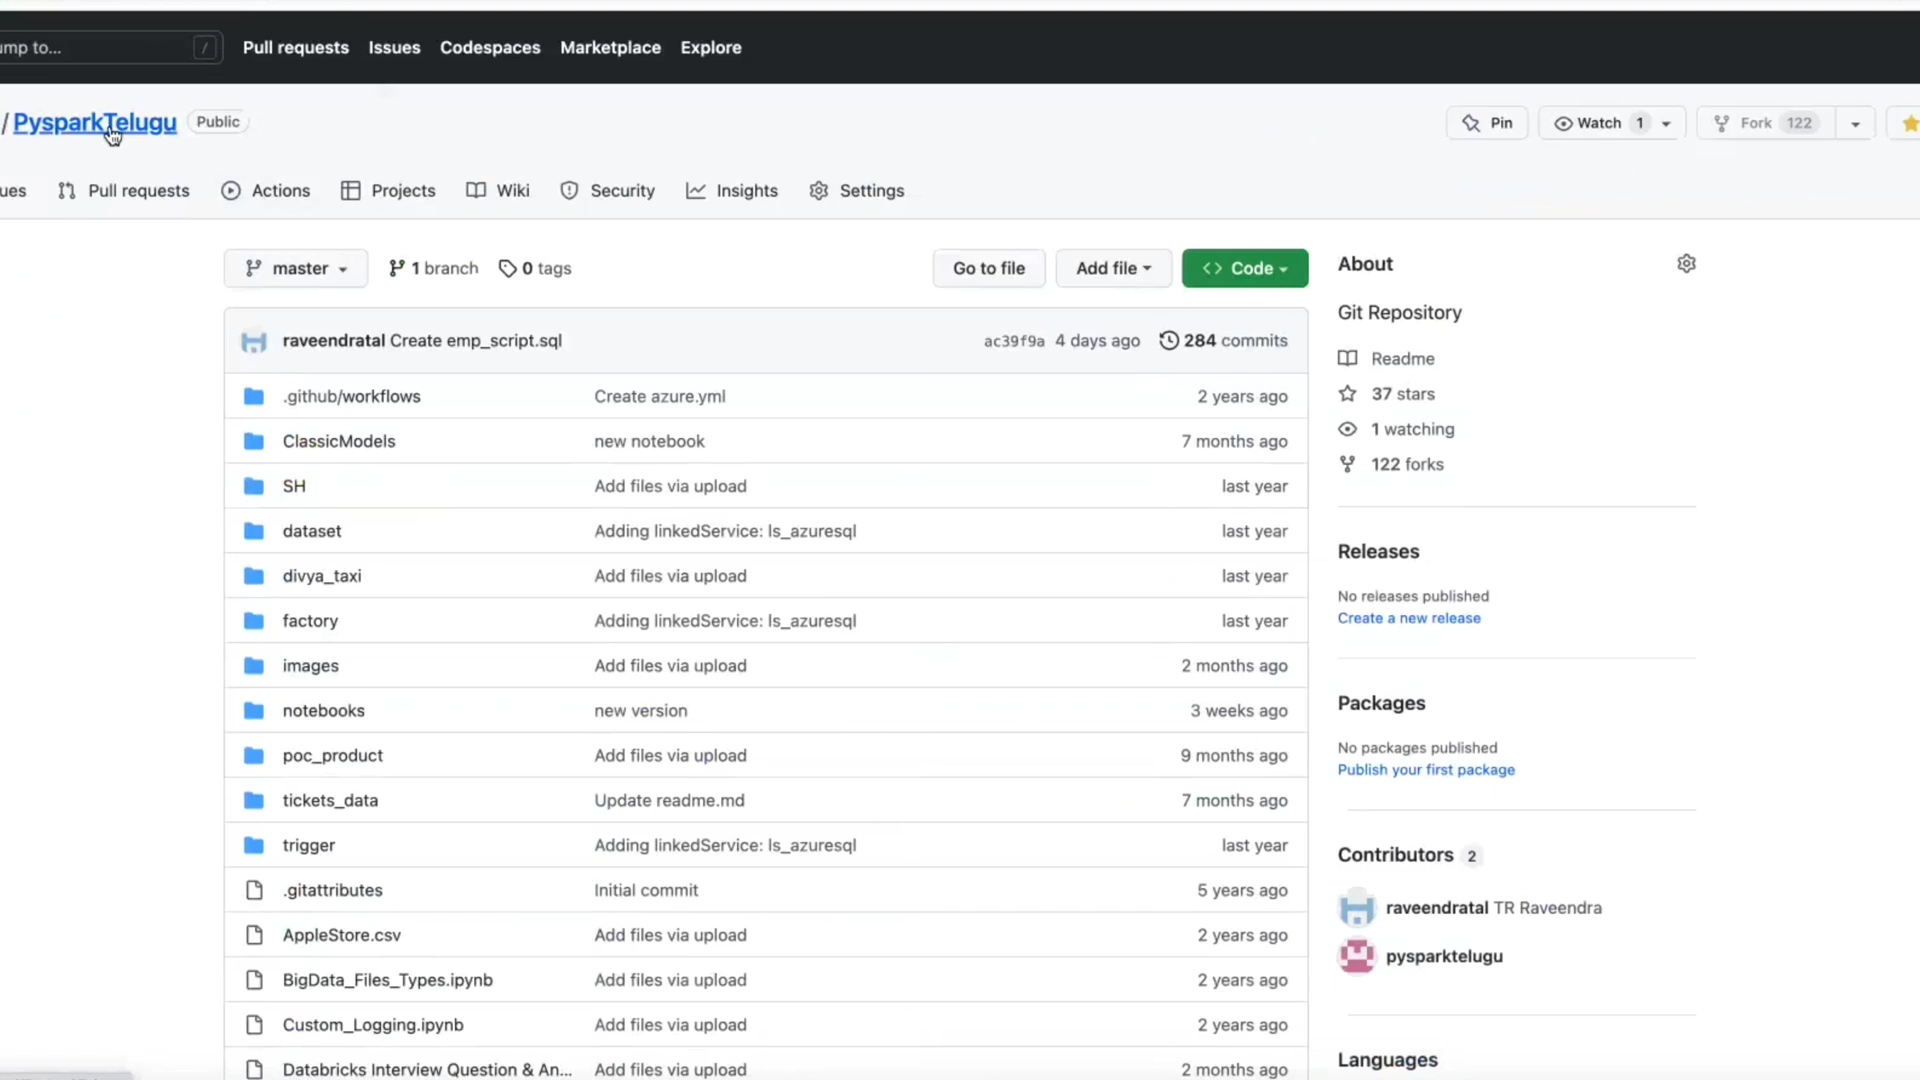 ump to... /
Pull requests Issues Codespaces Marketplace Explore
/ PysparkTelugu Public
Pin Watch 1 Fork 122
ues Pull requests Actions Projects Wiki Security Insights Settings
master 1 branch 0 tags Go to file Add file <> Code
raveendratal Create emp_script.sql ac39f9a 4 days ago 284 commits
.github/workflows Create azure.yml 2 years ago
ClassicModels new notebook 7 months ago
SH Add files via upload last year
dataset Adding linkedService: ls_azuresql last year
divya_taxi Add files via upload last year
factory Adding linkedService: ls_azuresql last year
images Add files via upload 2 months ago
notebooks new version 3 weeks ago
poc_product Add files via upload 9 months ago
tickets_data Update readme.md 7 months ago
trigger Adding linkedService: ls_azuresql last year
.gitattributes Initial commit 5 years ago
AppleStore.csv Add files via upload 2 years ago
BigData_Files_Types.ipynb Add files via upload 2 years ago
Custom_Logging.ipynb Add files via upload 2 years ago
Databricks Interview Question & An... Add files via upload 2 months ago
About
Git Repository
Readme
37 stars
1 watching
122 forks
Releases
No releases published
Create a new release
Packages
No packages published
Publish your first package
Contributors 2
raveendratal TR Raveendra
pysparktelugu
Languages